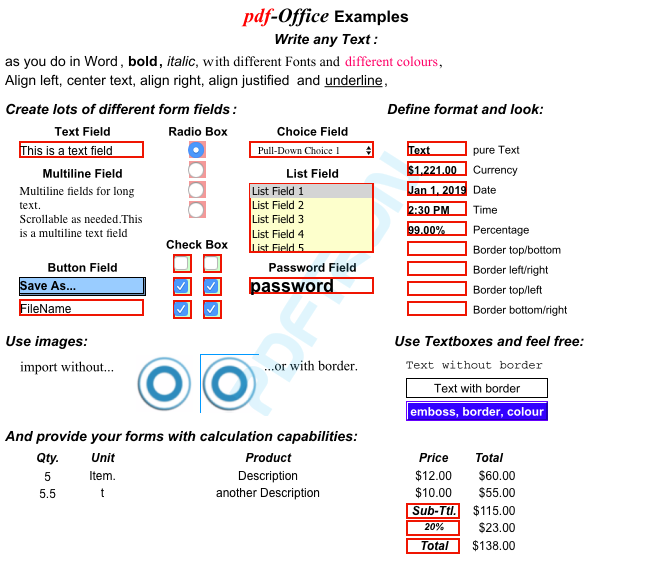 pdf-Office Examples
Write any Text :
as you do in Word, bold, italic, with different Fonts and different colours,
Align left, center text, align right, align justified and underline,
Create lots of different form fields :
Define format and look:
Text Field
Radio Box
Choice Field
This is a text field
Pull-Down Choice 1
Text
pure Text
$1,221.00
Currency
Multiline Field
List Field
Multiline fields for long
text.
Scrollable as needed.This
is a multiline text field
List Field 1
List Field 2
List Field 3
List Field 4
List Field 5
Jan 1, 2019
Date
2:30 PM
Time
99.00%
Percentage
Check Box
Border top/bottom
Button Field
Password Field
Border left/right
Save As...
password
Border top/left
FileName
Border bottom/right
Use images:
Use Textboxes and feel free:
import without...
...or with border.
Text without border
Text with border
emboss, border, colour
PDFTRON
And provide your forms with calculation capabilities:
Qty. Unit Product Price Total
5 Item. Description $12.00 $60.00
5.5 t another Description $10.00 $55.00
Sub-Ttl. $115.00
20% $23.00
Total $138.00